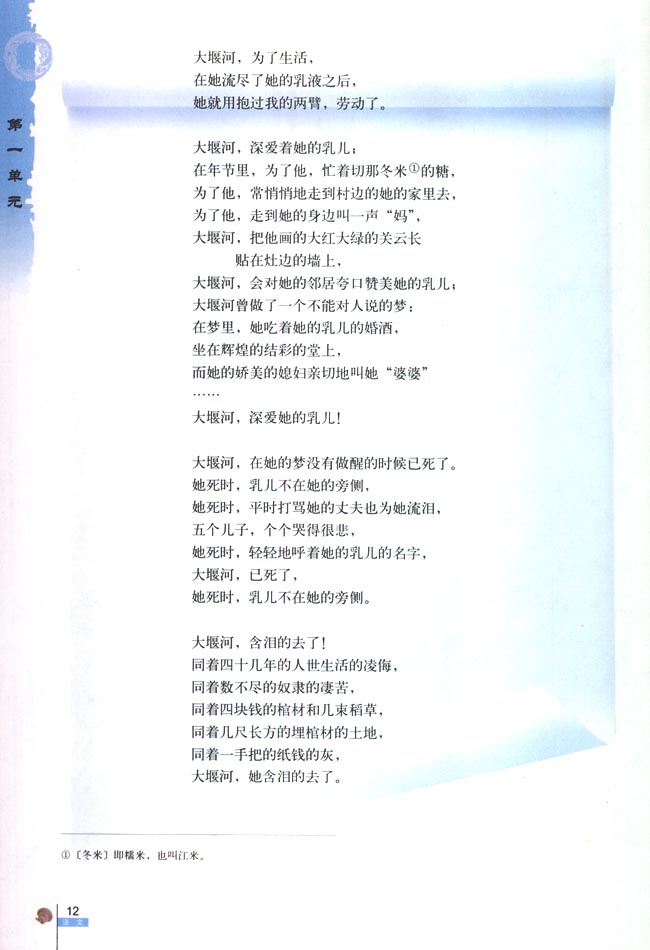 第一单元
大堰河，为了生活，
在她流尽了她的乳液之后，
她就用抱过我的两臂，劳动了。
大堰河，深爱着她的乳儿；
在年节里，为了他，忙着切那冬米①的糖，
为了他，常悄悄地走到村边的她的家里去，
为了他，走到她的身边叫一声“妈”，
大堰河，把他画的大红大绿的关云长
贴在灶边的墙上，
大堰河，会对她的邻居夸口赞美她的乳儿；
大堰河曾做了一个不能对人说的梦：
在梦里，她吃着她的乳儿的婚酒，
坐在辉煌的结彩的堂上，
而她的娇美的媳妇亲切地叫她“婆婆”
……
大堰河，深爱她的乳儿！
大堰河，在她的梦没有做醒的时候已死了。
她死时，乳儿不在她的旁侧，
她死时，平时打骂她的丈夫也为她流泪，
五个儿子，个个哭得很悲，
她死时，轻轻地呼着她的乳儿的名字，
大堰河，已死了，
她死时，乳儿不在她的旁侧。
大堰河，含泪的去了！
同着四十几年的人世生活的凌侮，
同着数不尽的奴隶的凄苦，
同着四块钱的棺材和几束稻草，
同着几尺长方的埋棺材的土地，
同着一手把的纸钱的灰，
大堰河，她含泪的去了。
①〔冬米〕即糯米，也叫江米。
12
语文